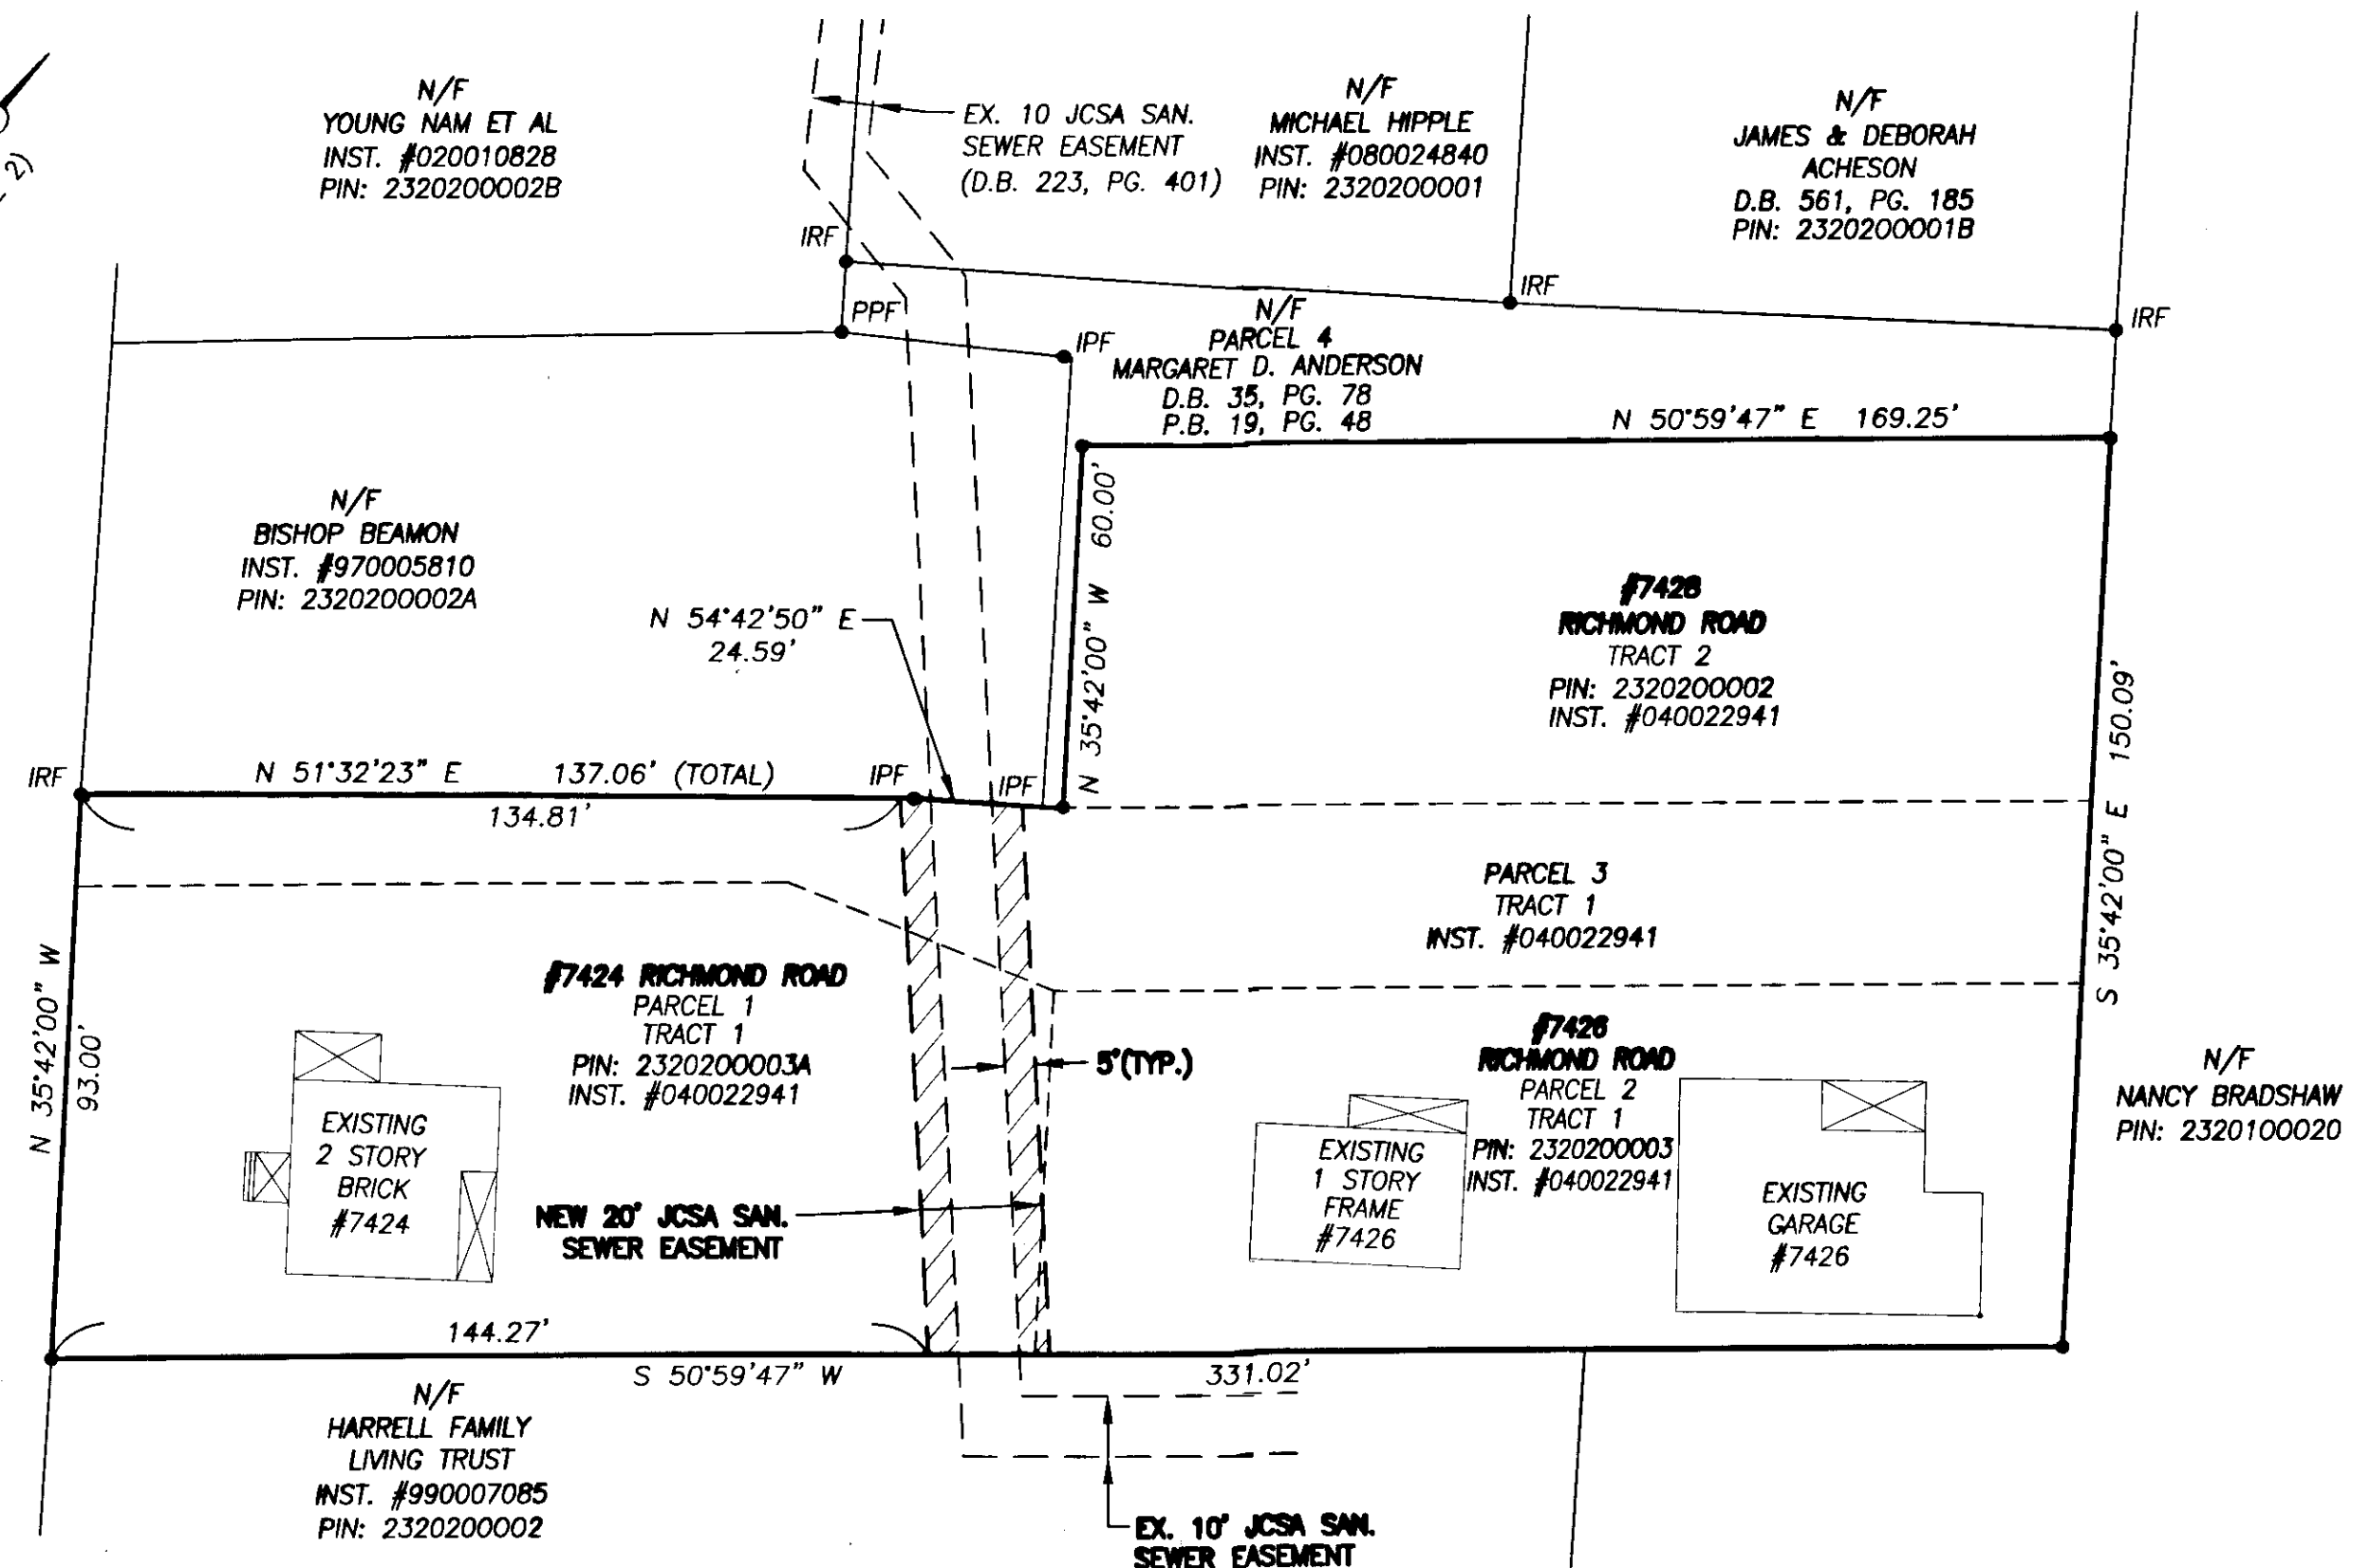 2)
N/F
YOUNG NAM ET AL
INST. #020010828
PIN: 2320200002B
EX. 10 JCSA SAN.
SEWER EASEMENT
(D.B. 223, PG. 401)
N/F
MICHAEL HIPPLE
INST. #080024840
PIN: 2320200001
N/F
JAMES & DEBORAH
ACHESON
D.B. 561, PG. 185
PIN: 2320200001B
IRF
IRF
IRF
PPF
IPF
N/F
PARCEL 4
MARGARET D. ANDERSON
D.B. 35, PG. 78
P.B. 19, PG. 48
N 50°59'47" E 169.25'
N/F
BISHOP BEAMON
INST. #970005810
PIN: 2320200002A
N 54°42'50" E
24.59'
N 35°42'00" W 60.00'
#7428
RICHMOND ROAD
TRACT 2
PIN: 2320200002
INST. #040022941
S 35°42'00" E 150.09'
IRF
N 51°32'23" E 137.06' (TOTAL)
IPF
IPF
134.81'
PARCEL 3
TRACT 1
INST. #040022941
N 35°42'00" W
93.00'
#7424 RICHMOND ROAD
PARCEL 1
TRACT 1
PIN: 2320200003A
INST. #040022941
5'(TYP.)
#7426
RICHMOND ROAD
PARCEL 2
TRACT 1
PIN: 2320200003
INST. #040022941
N/F
NANCY BRADSHAW
PIN: 2320100020
EXISTING
2 STORY
BRICK
#7424
NEW 20' JCSA SAN.
SEWER EASEMENT
EXISTING
1 STORY
FRAME
#7426
EXISTING
GARAGE
#7426
144.27'
S 50°59'47" W
331.02'
N/F
HARRELL FAMILY
LIVING TRUST
INST. #990007085
PIN: 2320200002
EX. 10' JCSA SAN.
SEWER EASEMENT